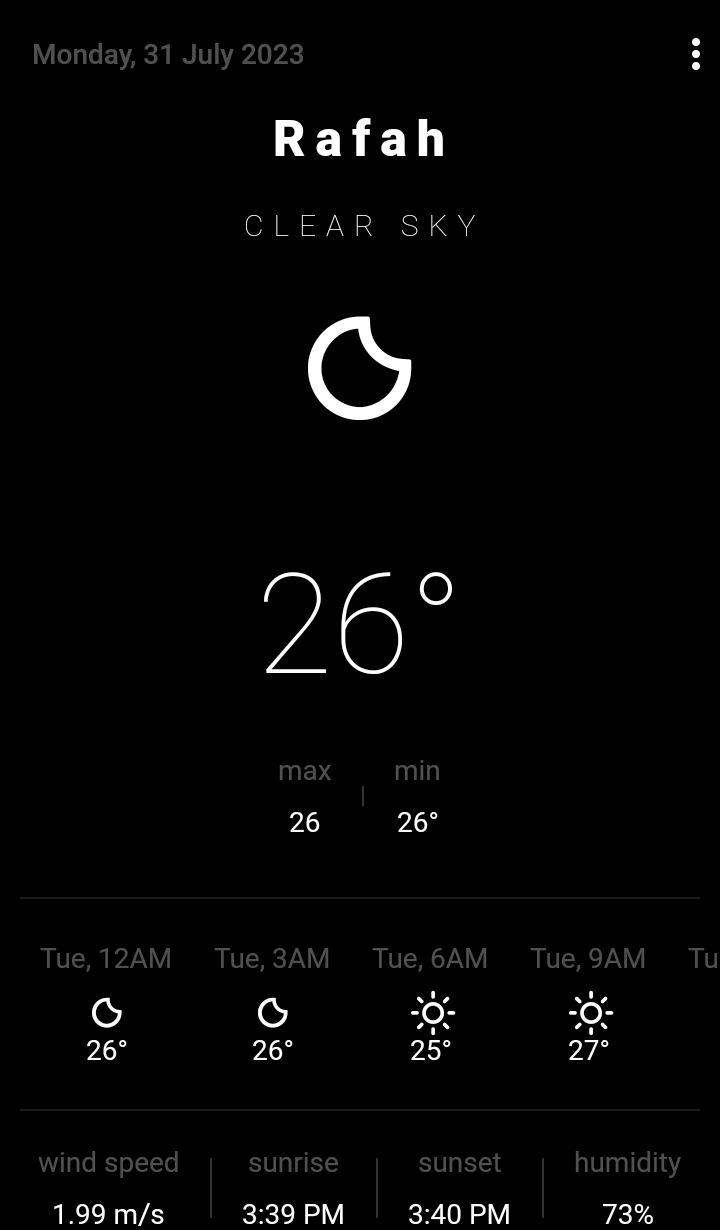 Monday, 31 July 2023
Rafah
CLEAR SKY
26°
max min
26 26°
Tue, 12AM Tue, 3AM Tue, 6AM Tue, 9AM Tu
26° 26° 25° 27°
wind speed sunrise sunset humidity
1.99 m/s 3:39 PM 3:40 PM 73%